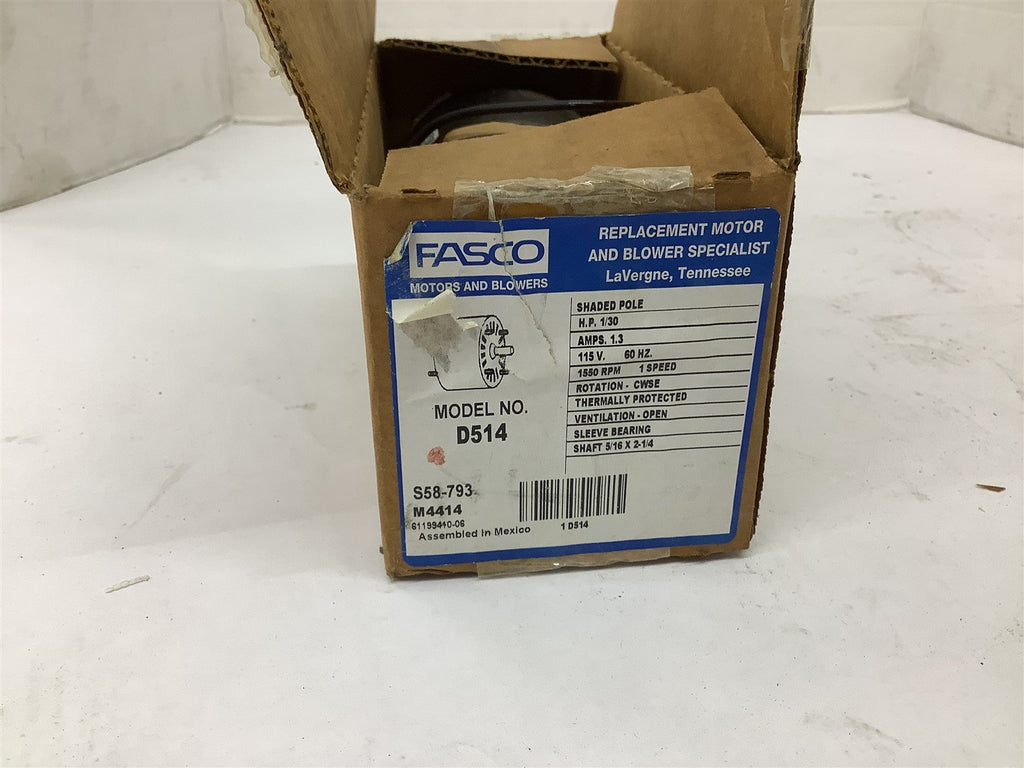 FASCO
MOTORS AND BLOWERS
REPLACEMENT MOTOR
AND BLOWER SPECIALIST
LaVergne, Tennessee
SHADED POLE
H.P. 1/30
AMPS. 1.3
115 V. 60 HZ.
1550 RPM 1 SPEED
ROTATION - CWSE
THERMALLY PROTECTED
VENTILATION - OPEN
SLEEVE BEARING
SHAFT 5/16 X 2-1/4
MODEL NO.
D514
S58-793
M4414
61199410-06
Assembled In Mexico
1 D514